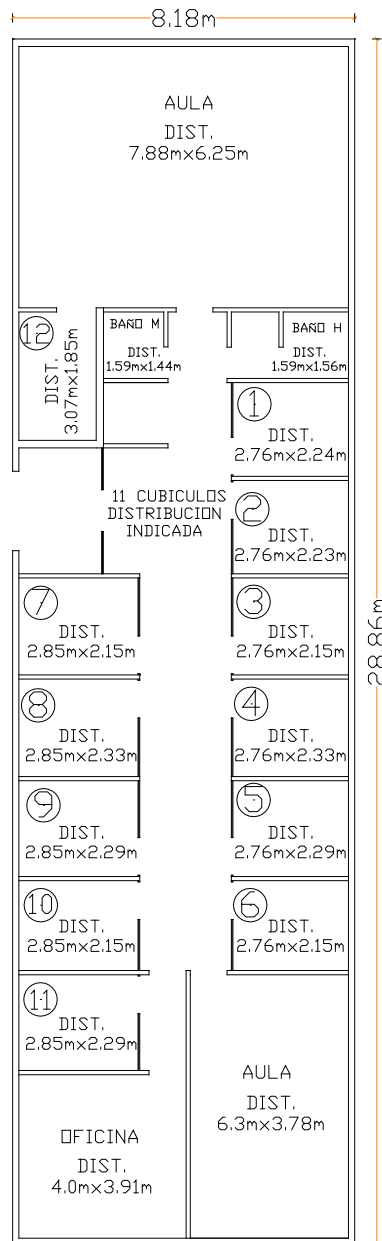 8.18m
AULA
DIST.
7.88mx6.25m
12
DIST.
3.07mx1.85m
BAÑO M
DIST.
1.59mx1.44m
BAÑO H
DIST.
1.59mx1.56m
1
DIST.
2.76mx2.24m
11 CUBICULOS
DISTRIBUCION
INDICADA
2
DIST.
2.76mx2.23m
7
DIST.
2.85mx2.15m
3
DIST.
2.76mx2.15m
28.86m
8
DIST.
2.85mx2.33m
4
DIST.
2.76mx2.33m
9
DIST.
2.85mx2.29m
5
DIST.
2.76mx2.29m
10
DIST.
2.85mx2.15m
6
DIST.
2.76mx2.15m
11
DIST.
2.85mx2.29m
AULA
DIST.
6.3mx3.78m
OFICINA
DIST.
4.0mx3.91m